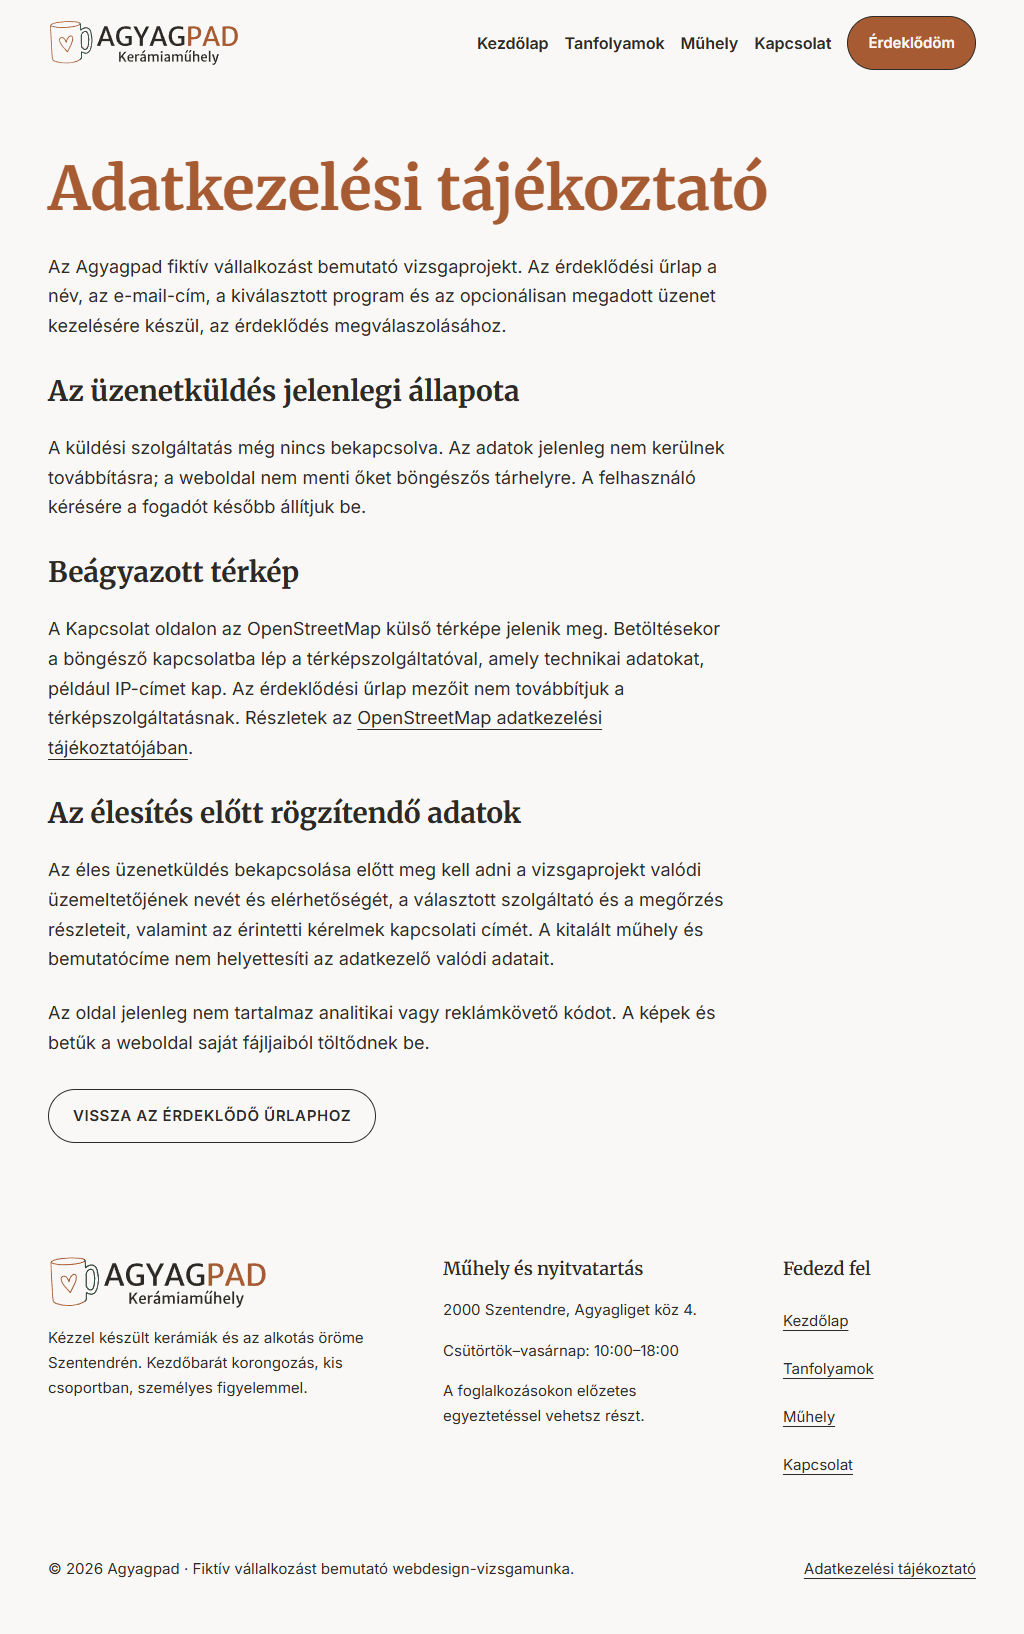 AGYAGPAD
Kerámiaműhely
Kezdőlap Tanfolyamok Műhely Kapcsolat Érdeklődöm
Adatkezelési tájékoztató
Az Agyagpad fiktív vállalkozást bemutató vizsgaprojekt. Az érdeklődési űrlap a
név, az e-mail-cím, a kiválasztott program és az opcionálisan megadott üzenet
kezelésére készül, az érdeklődés megválaszolásához.
Az üzenetküldés jelenlegi állapota
A küldési szolgáltatás még nincs bekapcsolva. Az adatok jelenleg nem kerülnek
továbbításra; a weboldal nem menti őket böngészős tárhelyre. A felhasználó
kérésére a fogadót később állítjuk be.
Beágyazott térkép
A Kapcsolat oldalon az OpenStreetMap külső térképe jelenik meg. Betöltésekor
a böngésző kapcsolatba lép a térképszolgáltatóval, amely technikai adatokat,
például IP-címet kap. Az érdeklődési űrlap mezőit nem továbbítjuk a
térképszolgáltatásnak. Részletek az OpenStreetMap adatkezelési
tájékoztatójában.
Az élesítés előtt rögzítendő adatok
Az éles üzenetküldés bekapcsolása előtt meg kell adni a vizsgaprojekt valódi
üzemeltetőjének nevét és elérhetőségét, a választott szolgáltató és a megőrzés
részleteit, valamint az érintetti kérelmek kapcsolati címét. A kitalált műhely és
bemutatócíme nem helyettesíti az adatkezelő valódi adatait.
Az oldal jelenleg nem tartalmaz analitikai vagy reklámkövető kódot. A képek és
betűk a weboldal saját fájljaiból töltődnek be.
VISSZA AZ ÉRDEKLŐDŐ ŰRLAPHOZ
AGYAGPAD
Kerámiaműhely
Kézzel készült kerámiák és az alkotás öröme
Szentendrén. Kezdőbarát korongozás, kis
csoportban, személyes figyelemmel.
Műhely és nyitvatartás
2000 Szentendre, Agyagliget köz 4.
Csütörtök–vasárnap: 10:00–18:00
A foglalkozásokon előzetes
egyeztetéssel vehetsz részt.
Fedezd fel
Kezdőlap
Tanfolyamok
Műhely
Kapcsolat
© 2026 Agyagpad · Fiktív vállalkozást bemutató webdesign-vizsgamunka.
Adatkezelési tájékoztató